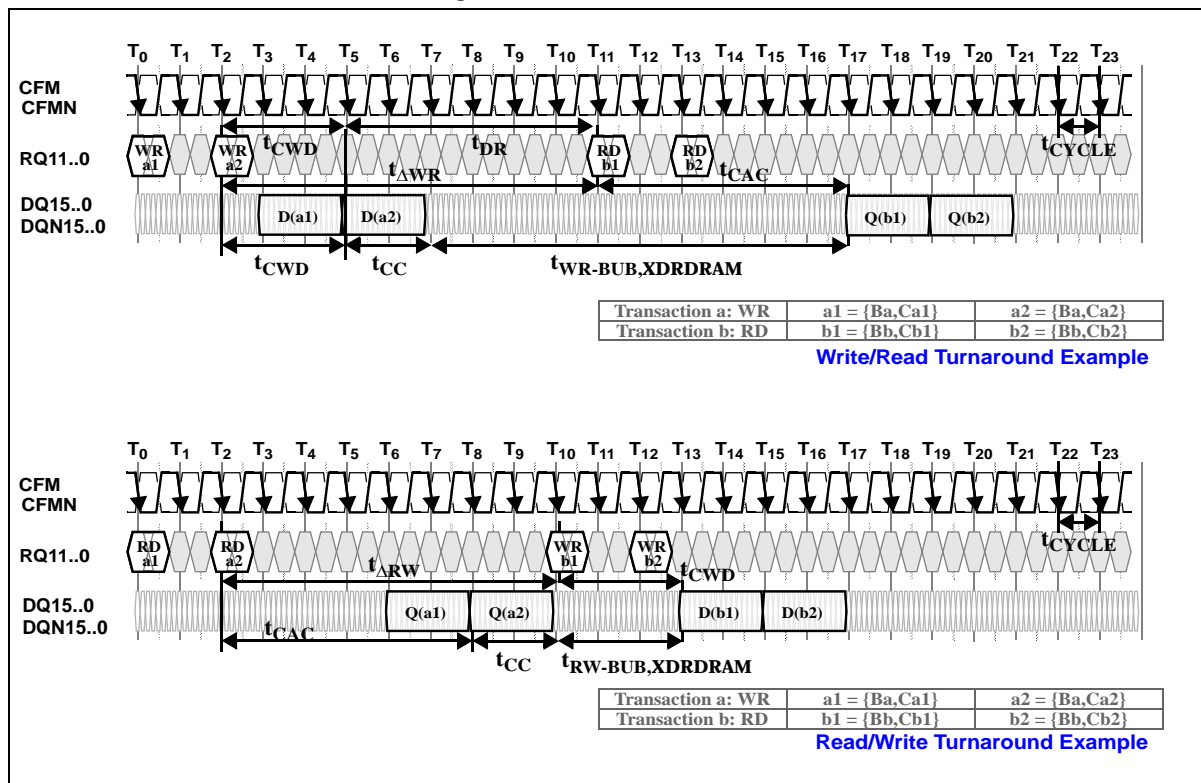 T0 T1 T2 T3 T4 T5 T6 T7 T8 T9 T10 T11 T12 T13 T14 T15 T16 T17 T18 T19 T20 T21 T22 T23
CFM
CFMN
tCWD tDR tCYCLE
RQ11..0 WR a1 WR a2 RD b1 RD b2
tΔWR tCAC
DQ15..0
DQN15..0
D(a1) D(a2) Q(b1) Q(b2)
tCWD tCC tWR-BUB,XDRDRAM
Transaction a: WR a1 = {Ba,Ca1} a2 = {Ba,Ca2}
Transaction b: RD b1 = {Bb,Cb1} b2 = {Bb,Cb2}
Write/Read Turnaround Example
T0 T1 T2 T3 T4 T5 T6 T7 T8 T9 T10 T11 T12 T13 T14 T15 T16 T17 T18 T19 T20 T21 T22 T23
CFM
CFMN
RQ11..0 RD a1 RD a2 WR b1 WR b2 tCYCLE
tΔRW tCWD
DQ15..0
DQN15..0
Q(a1) Q(a2) D(b1) D(b2)
tCAC tCC tRW-BUB,XDRDRAM
Transaction a: WR a1 = {Ba,Ca1} a2 = {Ba,Ca2}
Transaction b: RD b1 = {Bb,Cb1} b2 = {Bb,Cb2}
Read/Write Turnaround Example